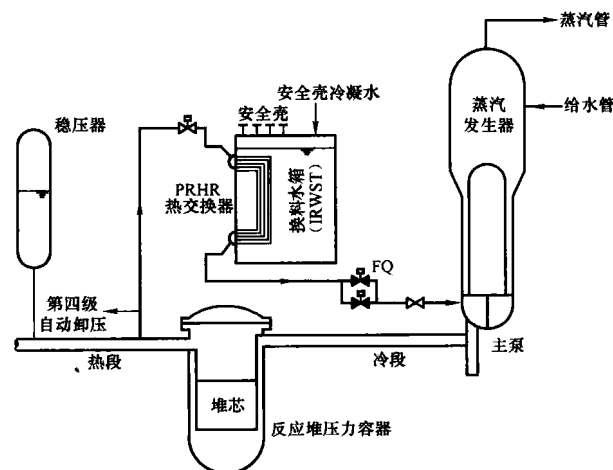 蒸汽管
安全壳冷凝水
稳压器
安全壳
蒸汽
发生器
给水管
PRHR
热交换器
换料水箱
(IRWST)
FQ
第四级
自动卸压
热段
冷段
主泵
堆芯
反应堆压力容器